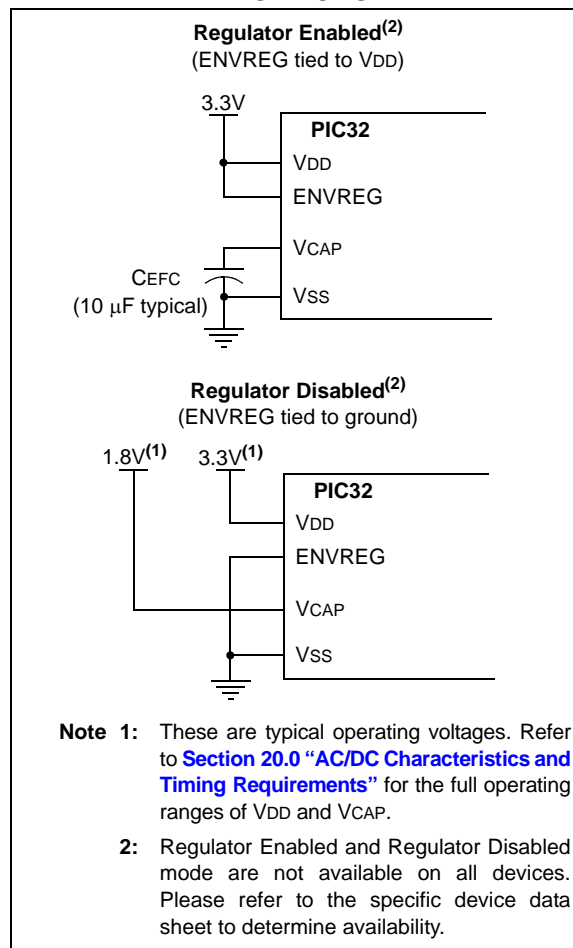 Regulator Enabled(2)
(ENVREG tied to VDD)
3.3V
PIC32
VDD
ENVREG
VCAP
CEFC
(10 μF typical)
VSS
Regulator Disabled(2)
(ENVREG tied to ground)
1.8V(1) 3.3V(1)
PIC32
VDD
ENVREG
VCAP
VSS
Note 1: These are typical operating voltages. Refer
to Section 20.0 “AC/DC Characteristics and
Timing Requirements” for the full operating
ranges of VDD and VCAP.
2: Regulator Enabled and Regulator Disabled
mode are not available on all devices.
Please refer to the specific device data
sheet to determine availability.